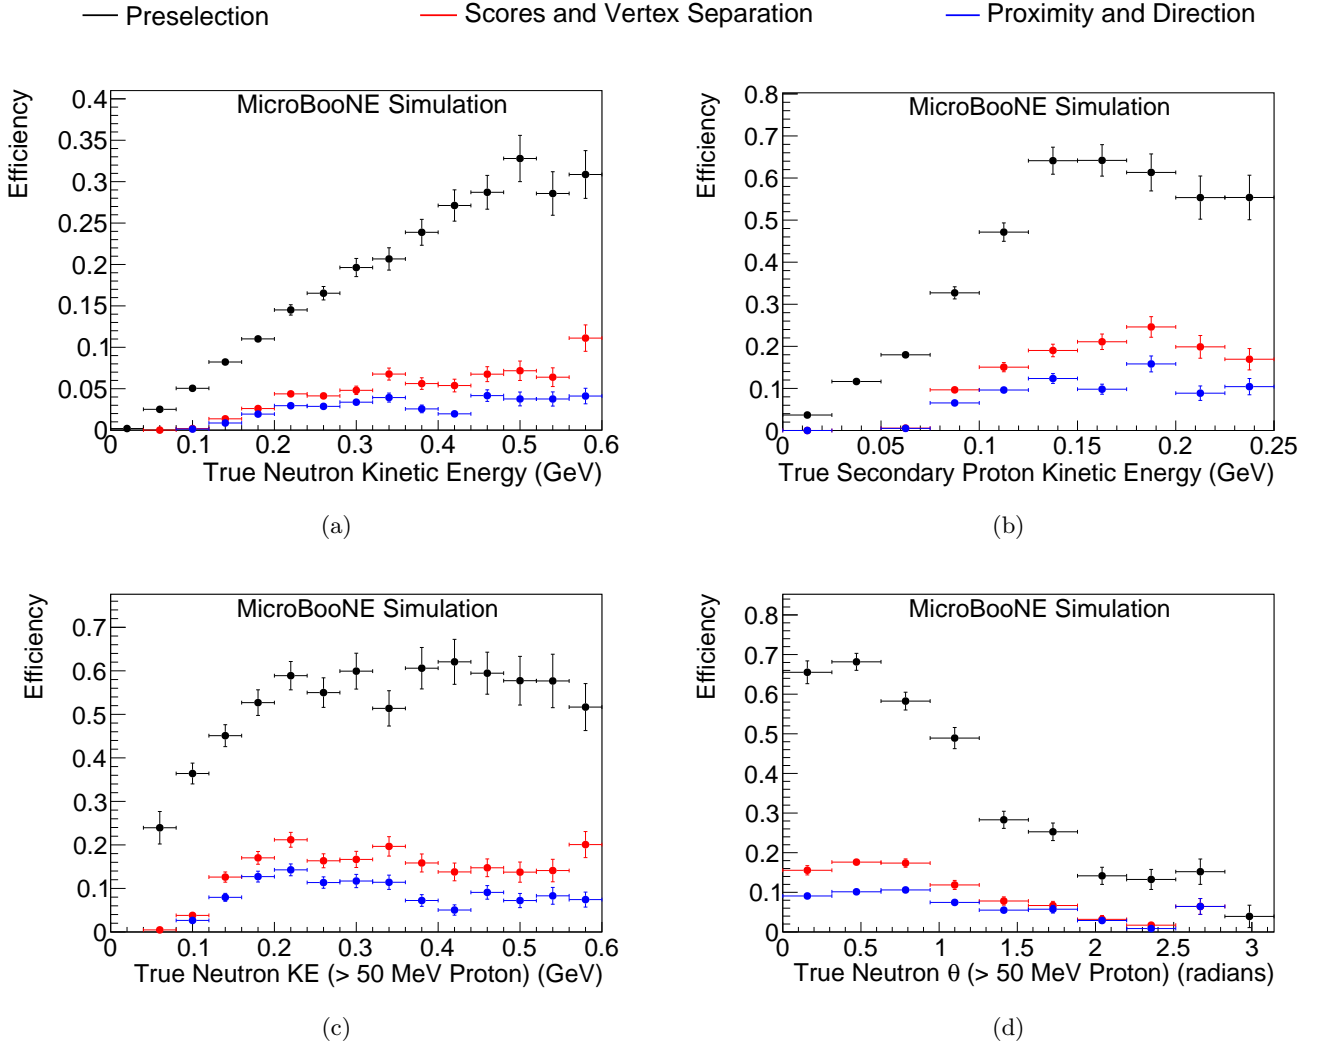 Preselection
Scores and Vertex Separation
Proximity and Direction
MicroBooNE Simulation
Efficiency
0.4
0.35
0.3
0.25
0.2
0.15
0.1
0.05
0
0 0.1 0.2 0.3 0.4 0.5 0.6
True Neutron Kinetic Energy (GeV)
(a)
MicroBooNE Simulation
Efficiency
0.8
0.7
0.6
0.5
0.4
0.3
0.2
0.1
0
0 0.05 0.1 0.15 0.2 0.25
True Secondary Proton Kinetic Energy (GeV)
(b)
MicroBooNE Simulation
Efficiency
0.7
0.6
0.5
0.4
0.3
0.2
0.1
0
0 0.1 0.2 0.3 0.4 0.5 0.6
True Neutron KE (> 50 MeV Proton) (GeV)
(c)
MicroBooNE Simulation
Efficiency
0.8
0.7
0.6
0.5
0.4
0.3
0.2
0.1
0
0 0.5 1 1.5 2 2.5 3
True Neutron θ (> 50 MeV Proton) (radians)
(d)